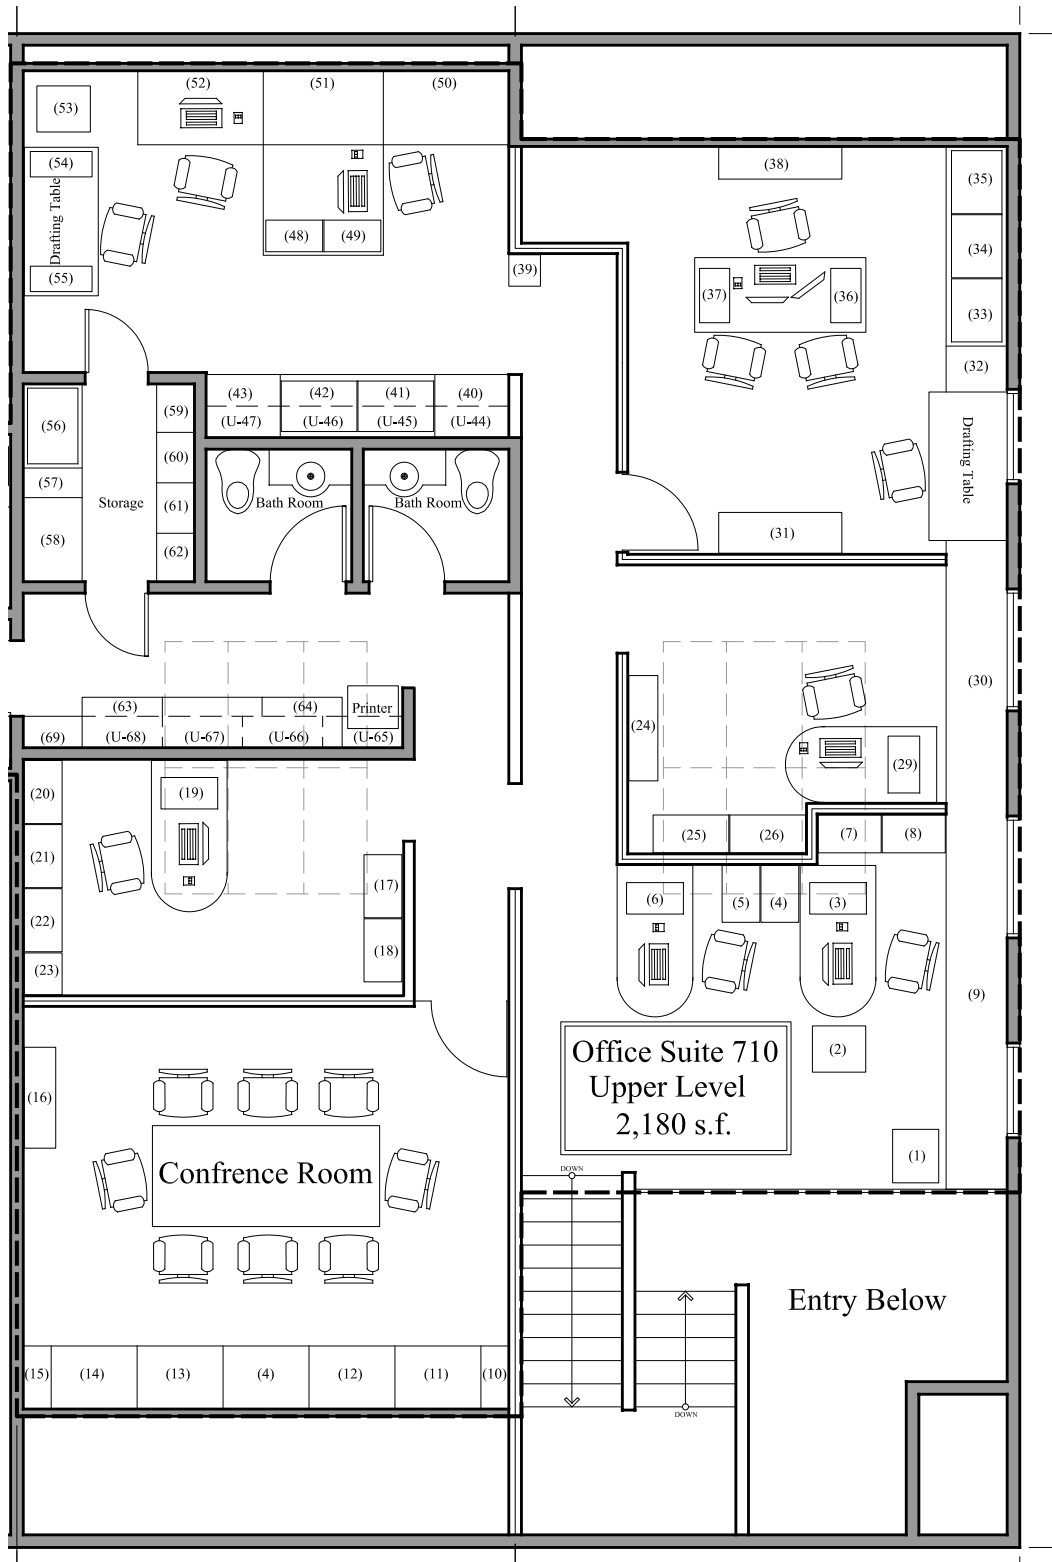 (52)
(51)
(50)
(53)
(54)
Drafting Table
(55)
(48)
(49)
(39)
(38)
(35)
(34)
(33)
(32)
(37)
(36)
Drafting Table
(31)
(43)
(42)
(41)
(40)
(U-47)
(U-46)
(U-45)
(U-44)
(56)
(57)
(58)
Storage
(59)
(60)
(61)
(62)
Bath Room
Bath Room
(63)
(64)
Printer
(69)
(U-68)
(U-67)
(U-66)
(U-65)
(30)
(24)
(29)
(25)
(26)
(7)
(8)
(20)
(19)
(21)
(22)
(23)
(17)
(18)
(6)
(5)
(4)
(3)
(9)
(2)
Office Suite 710
Upper Level
2,180 s.f.
(1)
(16)
Confrence Room
DOWN
Entry Below
(15)
(14)
(13)
(4)
(12)
(11)
(10)
DOWN